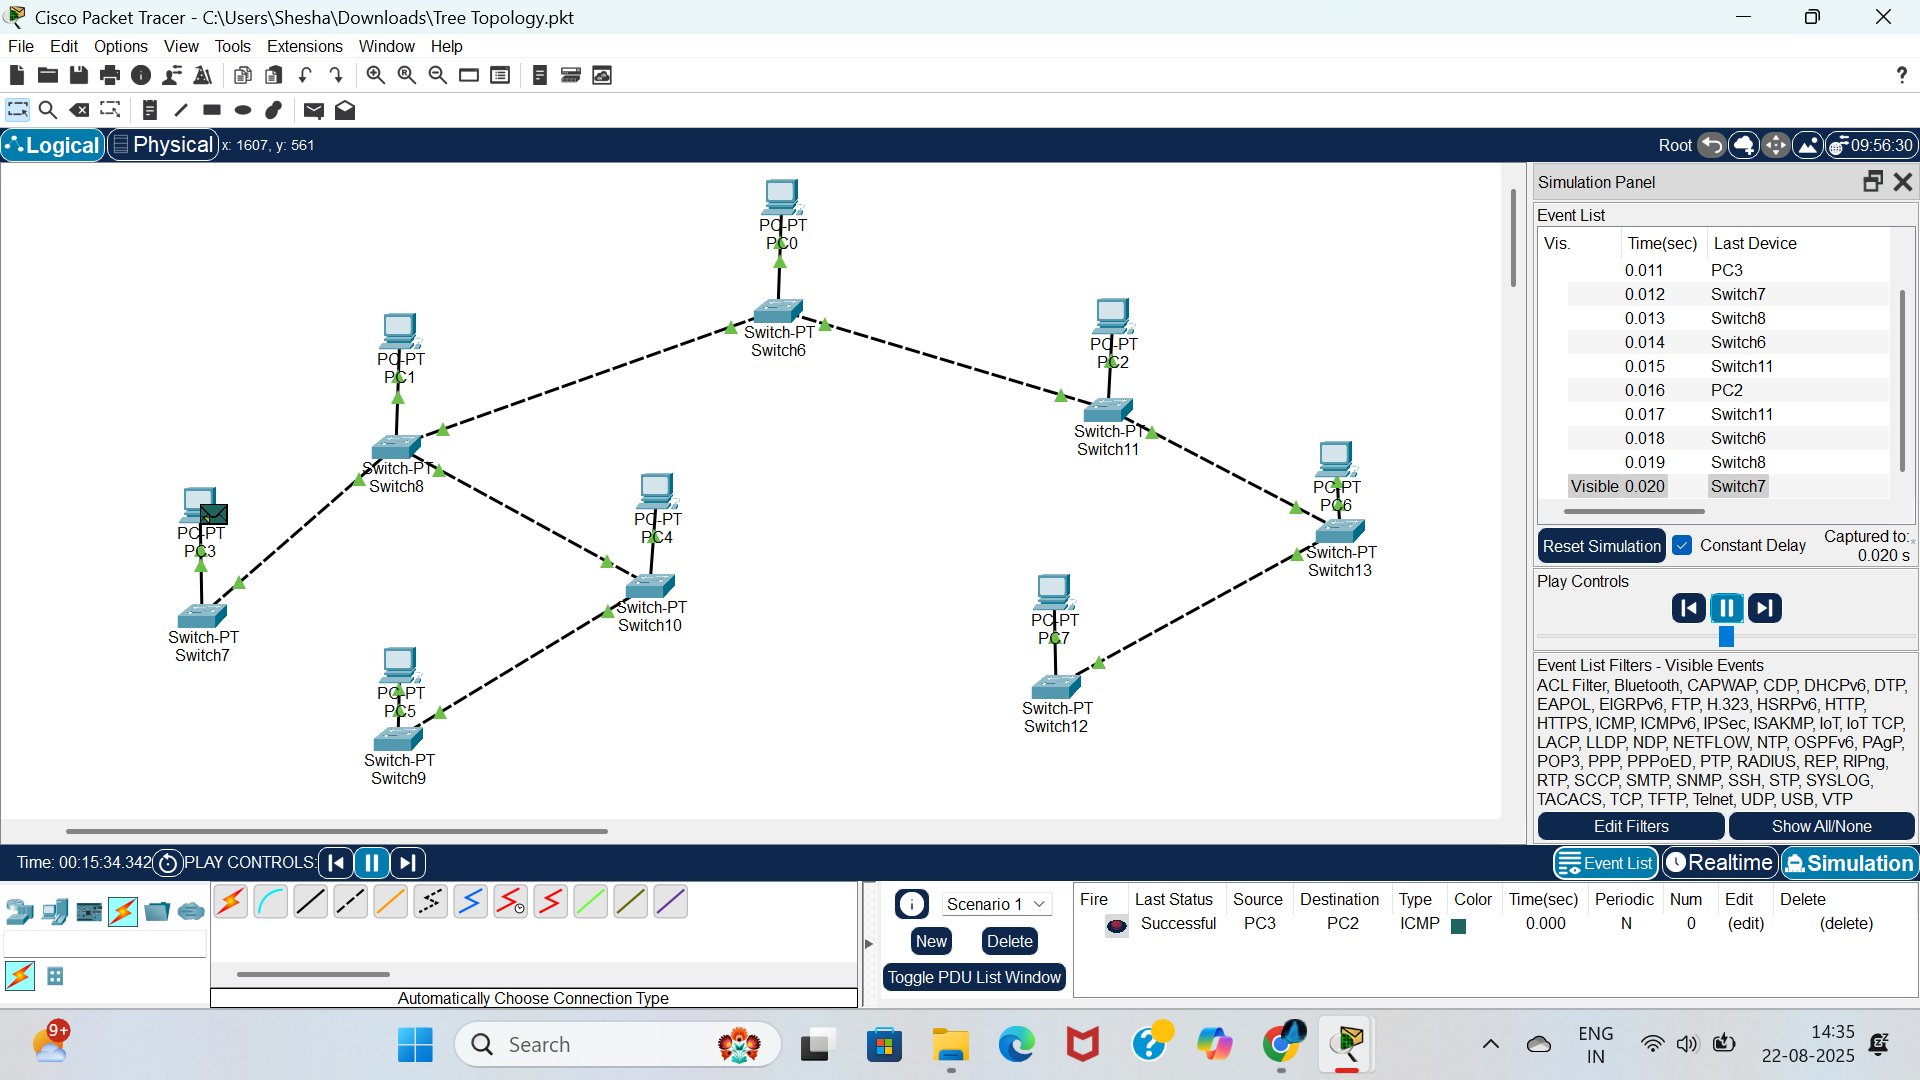 Cisco Packet Tracer - C:\Users\Shesha\Downloads\Tree Topology.pkt
File Edit Options View Tools Extensions Window Help
?
Logical Physical x: 1607, y: 561 Root 09:56:30
PC-PT
PC0
Switch-PT
Switch6
PC-PT
PC1
PC-PT
PC2
Switch-PT
Switch11
Switch-PT
Switch8
PC-PT
PC6
Switch-PT
Switch13
PC-PT
PC4
PC-PT
PC3
Switch-PT
Switch10
Switch-PT
Switch7
PC-PT
PC7
PC-PT
PC5
Switch-PT
Switch12
Switch-PT
Switch9
Simulation Panel
Event List
Vis. Time(sec) Last Device
0.011 PC3
0.012 Switch7
0.013 Switch8
0.014 Switch6
0.015 Switch11
0.016 PC2
0.017 Switch11
0.018 Switch6
0.019 Switch8
Visible 0.020 Switch7
Reset Simulation Constant Delay Captured to:*
0.020 s
Play Controls
Event List Filters - Visible Events
ACL Filter, Bluetooth, CAPWAP, CDP, DHCPv6, DTP,
EAPOL, EIGRPv6, FTP, H.323, HSRPv6, HTTP,
HTTPS, ICMP, ICMPv6, IPSec, ISAKMP, IoT, IoT TCP,
LACP, LLDP, NDP, NETFLOW, NTP, OSPFv6, PAgP,
POP3, PPP, PPPoED, PTP, RADIUS, REP, RIPng,
RTP, SCCP, SMTP, SNMP, SSH, STP, SYSLOG,
TACACS, TCP, TFTP, Telnet, UDP, USB, VTP
Edit Filters Show All/None
Time: 00:15:34.342 PLAY CONTROLS: Event List Realtime Simulation
Scenario 1
New Delete
Toggle PDU List Window
Fire Last Status Source Destination Type Color Time(sec) Periodic Num Edit Delete
Successful PC3 PC2 ICMP 0.000 N 0 (edit) (delete)
Automatically Choose Connection Type
9+ Search ENG
IN 14:35
22-08-2025